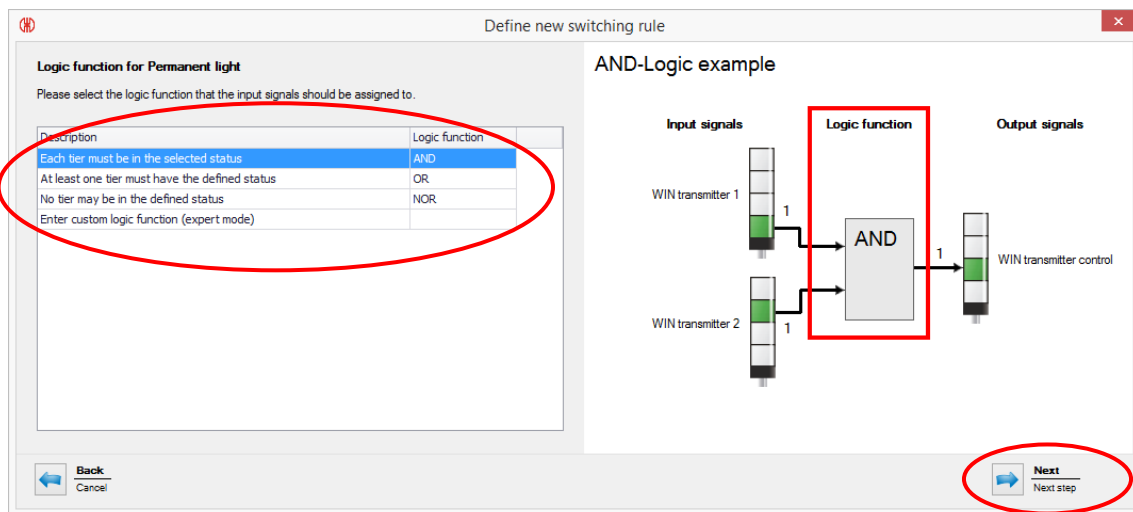 Define new switching rule
Logic function for Permanent light
Please select the logic function that the input signals should be assigned to.
Description Logic function
Each tier must be in the selected status AND
At least one tier must have the defined status OR
No tier may be in the defined status NOR
Enter custom logic function (expert mode)
AND-Logic example
Input signals Logic function Output signals
WIN transmitter 1
1
AND
1
WIN transmitter control
WIN transmitter 2
1
Back
Cancel
Next
Next step